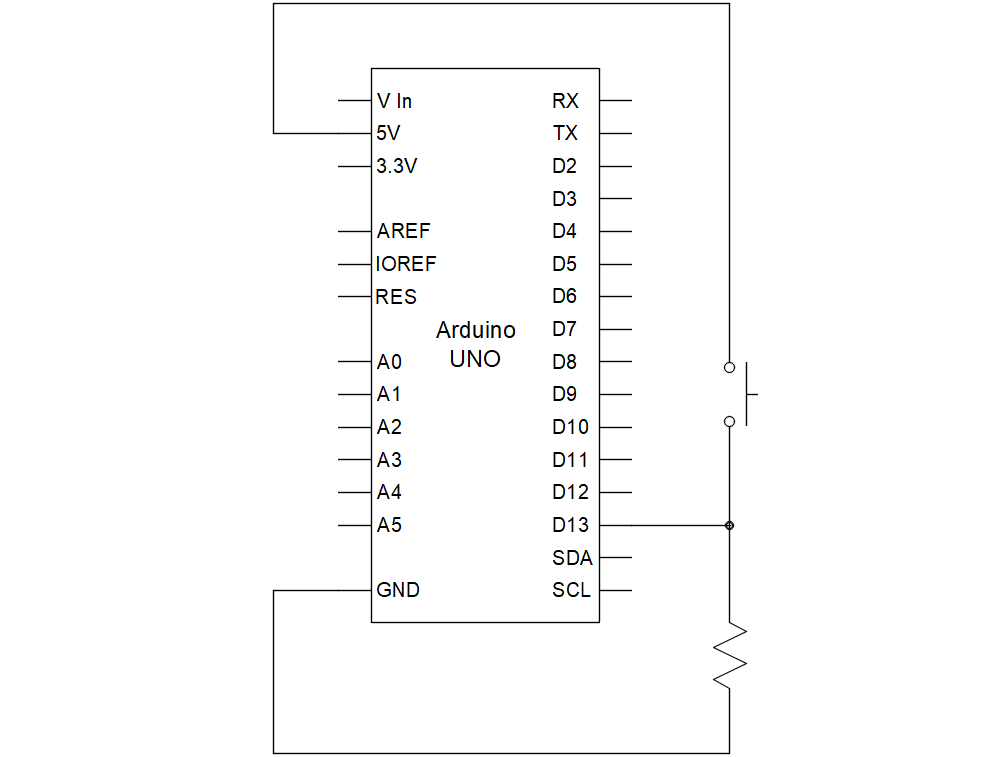 V In
5V
3.3V
AREF
IOREF
RES
A0
A1
A2
A3
A4
A5
GND
Arduino
UNO
RX
TX
D2
D3
D4
D5
D6
D7
D8
D9
D10
D11
D12
D13
SDA
SCL